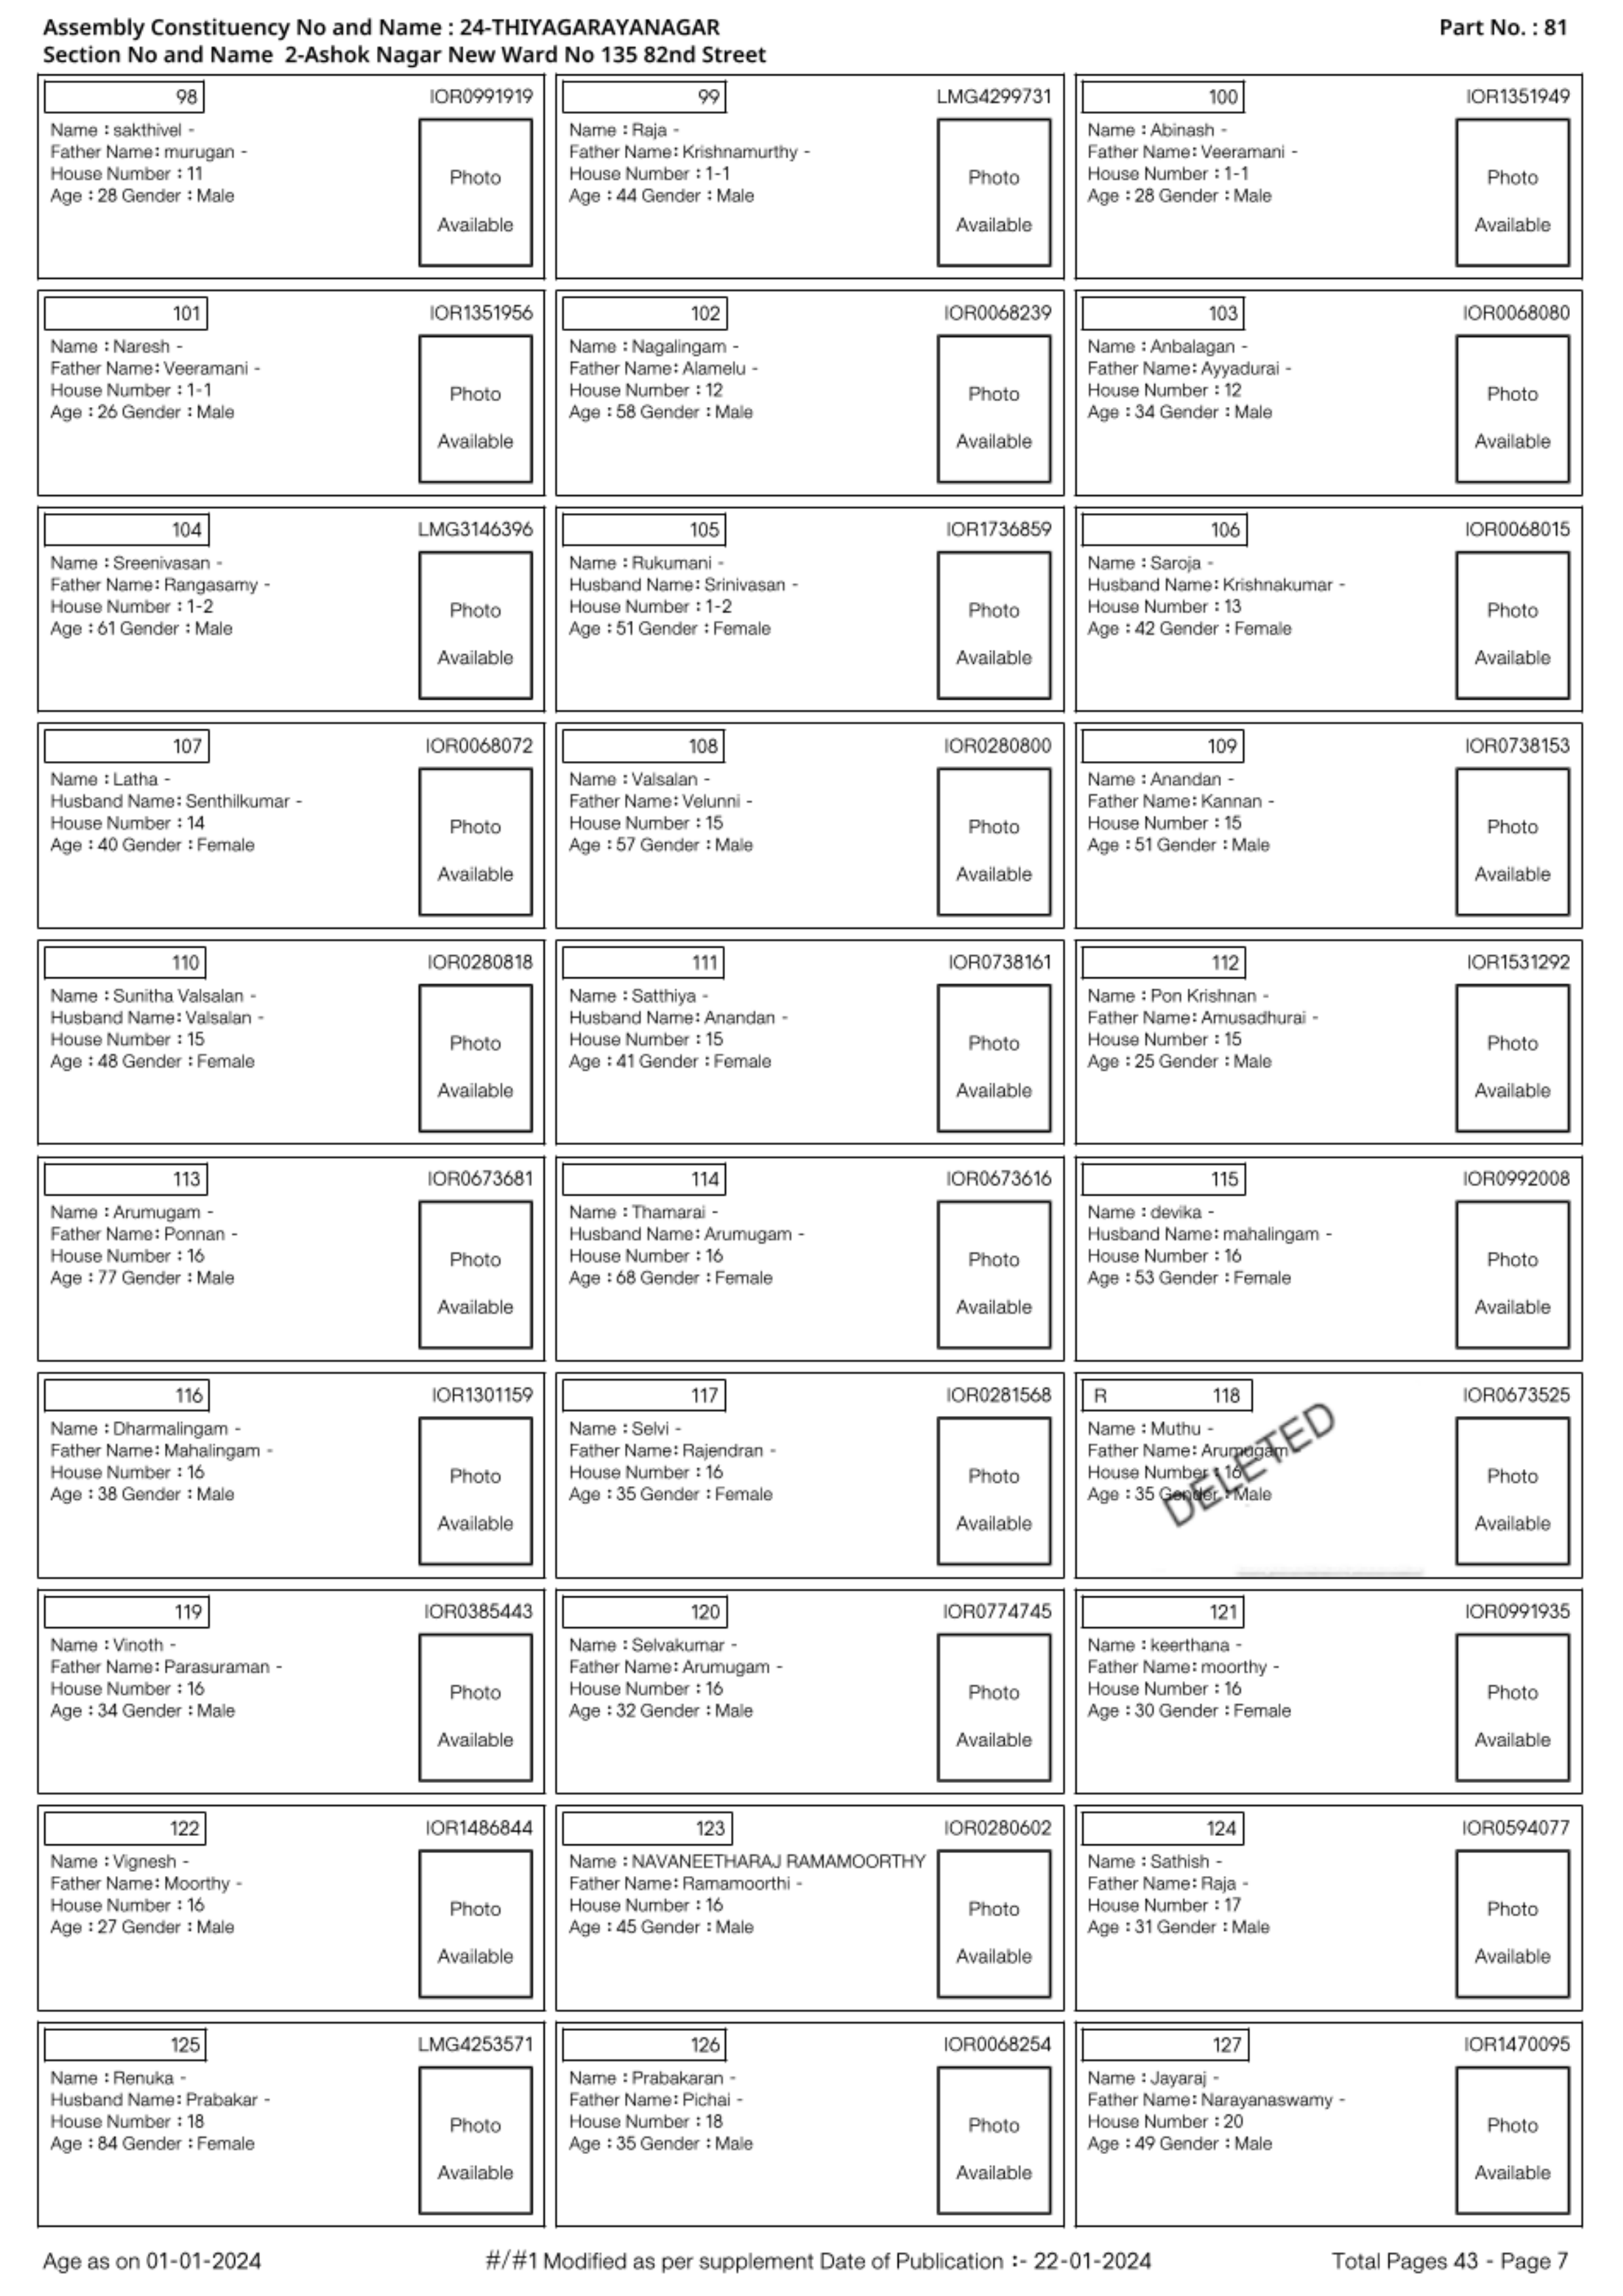 Assembly Constituency No and Name : 24-THIYAGARAYANAGAR
Part No. : 81
Section No and Name 2-Ashok Nagar New Ward No 135 82nd Street
98
IOR0991919
Name : sakthivel -
Father Name: murugan -
House Number : 11
Age : 28 Gender : Male
Photo
Available
99
LMG4299731
Name : Raja -
Father Name: Krishnamurthy -
House Number : 1-1
Age : 44 Gender : Male
Photo
Available
100
IOR1351949
Name : Abinash -
Father Name: Veeramani -
House Number : 1-1
Age : 28 Gender : Male
Photo
Available
101
IOR1351956
Name : Naresh -
Father Name: Veeramani -
House Number : 1-1
Age : 26 Gender : Male
Photo
Available
102
IOR0068239
Name : Nagalingam -
Father Name: Alamelu -
House Number : 12
Age : 58 Gender : Male
Photo
Available
103
IOR0068080
Name : Anbalagan -
Father Name: Ayyadurai -
House Number : 12
Age : 34 Gender : Male
Photo
Available
104
LMG3146396
Name : Sreenivasan -
Father Name: Rangasamy -
House Number : 1-2
Age : 61 Gender : Male
Photo
Available
105
IOR1736859
Name : Rukumani -
Husband Name: Srinivasan -
House Number : 1-2
Age : 51 Gender : Female
Photo
Available
106
IOR0068015
Name : Saroja -
Husband Name: Krishnakumar -
House Number : 13
Age : 42 Gender : Female
Photo
Available
107
IOR0068072
Name : Latha -
Husband Name: Senthilkumar -
House Number : 14
Age : 40 Gender : Female
Photo
Available
108
IOR0280800
Name : Valsalan -
Father Name: Velunni -
House Number : 15
Age : 57 Gender : Male
Photo
Available
109
IOR0738153
Name : Anandan -
Father Name: Kannan -
House Number : 15
Age : 51 Gender : Male
Photo
Available
110
IOR0280818
Name : Sunitha Valsalan -
Husband Name: Valsalan -
House Number : 15
Age : 48 Gender : Female
Photo
Available
111
IOR0738161
Name : Satthiya -
Husband Name: Anandan -
House Number : 15
Age : 41 Gender : Female
Photo
Available
112
IOR1531292
Name : Pon Krishnan -
Father Name: Amusadhurai -
House Number : 15
Age : 25 Gender : Male
Photo
Available
113
IOR0673681
Name : Arumugam -
Father Name: Ponnan -
House Number : 16
Age : 77 Gender : Male
Photo
Available
114
IOR0673616
Name : Thamarai -
Husband Name: Arumugam -
House Number : 16
Age : 68 Gender : Female
Photo
Available
115
IOR0992008
Name : devika -
Husband Name: mahalingam -
House Number : 16
Age : 53 Gender : Female
Photo
Available
116
IOR1301159
Name : Dharmalingam -
Father Name: Mahalingam -
House Number : 16
Age : 38 Gender : Male
Photo
Available
117
IOR0281568
Name : Selvi -
Father Name: Rajendran -
House Number : 16
Age : 35 Gender : Female
Photo
Available
R 118
IOR0673525
Name : Muthu -
Father Name: Arumugam
House Number : 16
Age : 35 Gender : Male
DELETED
Photo
Available
119
IOR0385443
Name : Vinoth -
Father Name: Parasuraman -
House Number : 16
Age : 34 Gender : Male
Photo
Available
120
IOR0774745
Name : Selvakumar -
Father Name: Arumugam -
House Number : 16
Age : 32 Gender : Male
Photo
Available
121
IOR0991935
Name : keerthana -
Father Name: moorthy -
House Number : 16
Age : 30 Gender : Female
Photo
Available
122
IOR1486844
Name : Vignesh -
Father Name: Moorthy -
House Number : 16
Age : 27 Gender : Male
Photo
Available
123
IOR0280602
Name : NAVANEETHARAJ RAMAMOORTHY
Father Name: Ramamoorthi -
House Number : 16
Age : 45 Gender : Male
Photo
Available
124
IOR0594077
Name : Sathish -
Father Name: Raja -
House Number : 17
Age : 31 Gender : Male
Photo
Available
125
LMG4253571
Name : Renuka -
Husband Name: Prabakar -
House Number : 18
Age : 84 Gender : Female
Photo
Available
126
IOR0068254
Name : Prabakaran -
Father Name: Pichai -
House Number : 18
Age : 35 Gender : Male
Photo
Available
127
IOR1470095
Name : Jayaraj -
Father Name: Narayanaswamy -
House Number : 20
Age : 49 Gender : Male
Photo
Available
Age as on 01-01-2024
#/#1 Modified as per supplement Date of Publication :- 22-01-2024
Total Pages 43 - Page 7